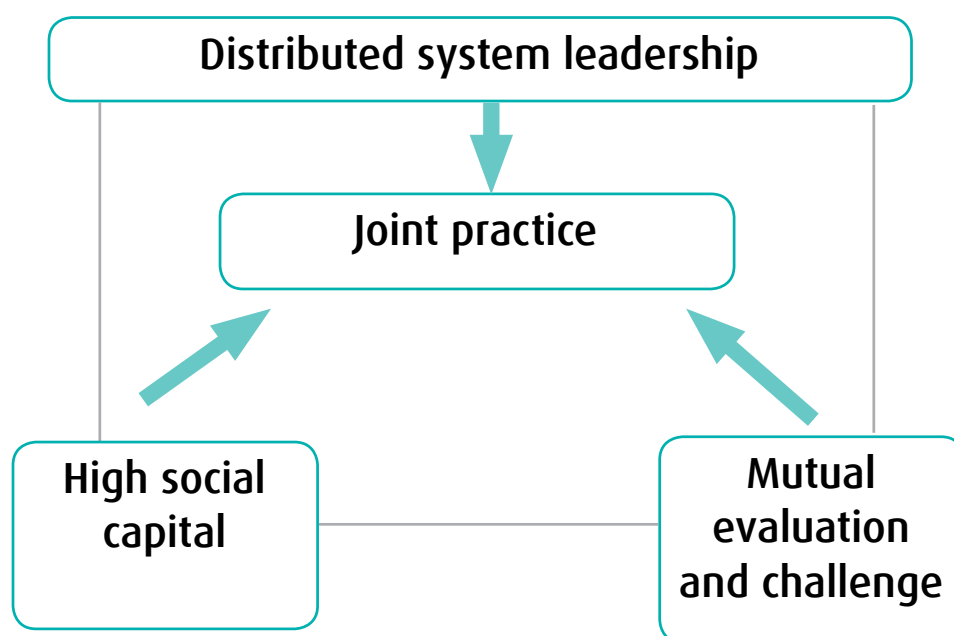 Distributed system leadership
Joint practice
High social
capital
Mutual
evaluation
and challenge